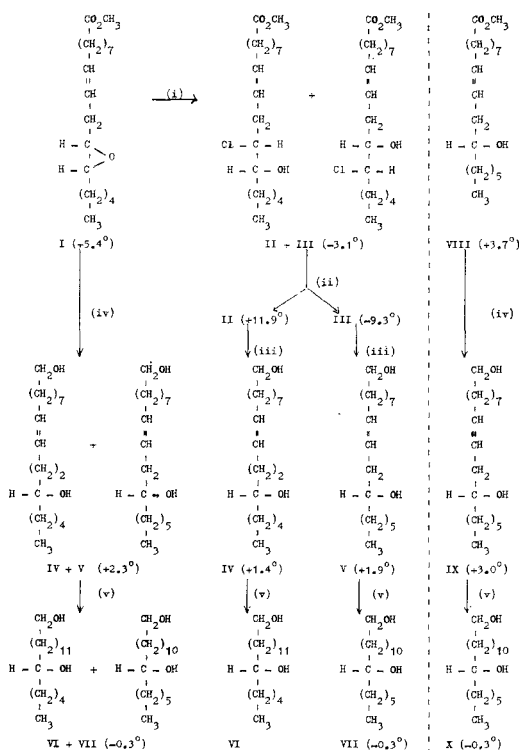 CO2CH3 CO2CH3 CO2CH3 CO2CH3
(CH2)7 (CH2)7 (CH2)7 (CH2)7
CH CH CH CH
(i) +
CH CH CH CH
CH2 CH2 CH2 CH2
H - C Cl - C - H H - C - OH H - C - OH
O
H - C H - C - OH Cl - C - H (CH2)5
(CH2)4 (CH2)4 (CH2)4 CH3
CH3 CH3 CH3
I (+5.4°) II + III (-3.1°) VIII (+3.7°)
(ii)
(iv) II (+11.9°) III (-9.3°) (iv)
(iii) (iii)
CH2OH CH2OH CH2OH CH2OH CH2OH
(CH2)7 (CH2)7 (CH2)7 (CH2)7 (CH2)7
CH CH CH CH CH
+
CH CH CH CH CH
(CH2)2 CH2 (CH2)2 CH2 CH2
H - C - OH H - C - OH H - C - OH H - C - OH H - C - OH
(CH2)4 (CH2)5 (CH2)4 (CH2)5 (CH2)5
CH3 CH3 CH3 CH3 CH3
IV + V (+2.3°) IV (+1.4°) V (+1.9°) IX (+3.0°)
(v) (v) (v) (v)
CH2OH CH2OH CH2OH CH2OH CH2OH
(CH2)11 (CH2)10 (CH2)11 (CH2)10 (CH2)10
H - C - OH + H - C - OH H - C - OH H - C - OH H - C - OH
(CH2)4 (CH2)5 (CH2)4 (CH2)5 (CH2)5
CH3 CH3 CH3 CH3 CH3
VI + VII (-0.3°) VI VII (-0.3°) X (-0.3°)